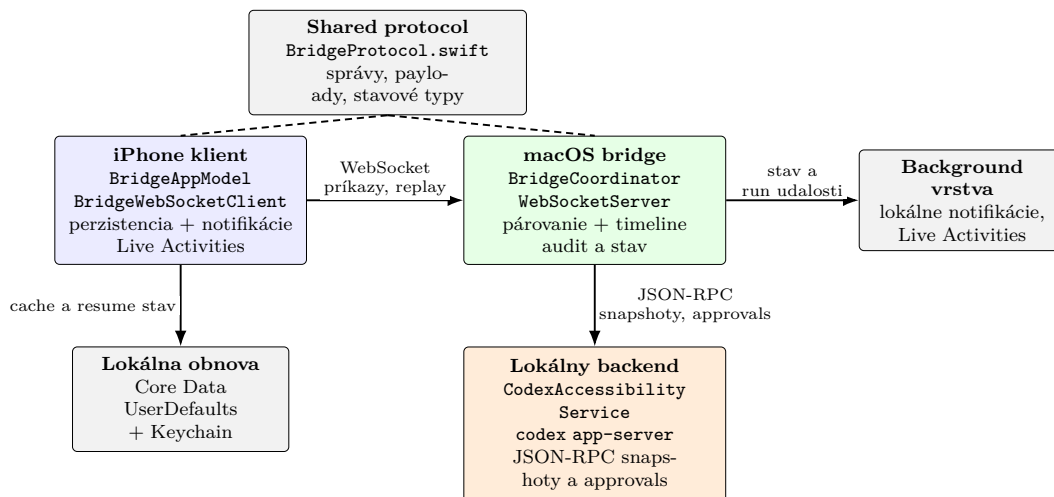 Shared protocol
BridgeProtocol.swift
správy, paylo-
ady, stavové typy
iPhone klient
BridgeAppModel
BridgeWebSocketClient
perzistencia + notifikácie
Live Activities
WebSocket
príkazy, replay
macOS bridge
BridgeCoordinator
WebSocketServer
párovanie + timeline
audit a stav
stav a
run udalosti
Background
vrstva
lokálne notifikácie,
Live Activities
cache a resume stav
JSON-RPC
snapshoty, approvals
Lokálna obnova
Core Data
UserDefaults
+ Keychain
Lokálny backend
CodexAccessibility
Service
codex app-server
JSON-RPC snaps-
hoty a approvals